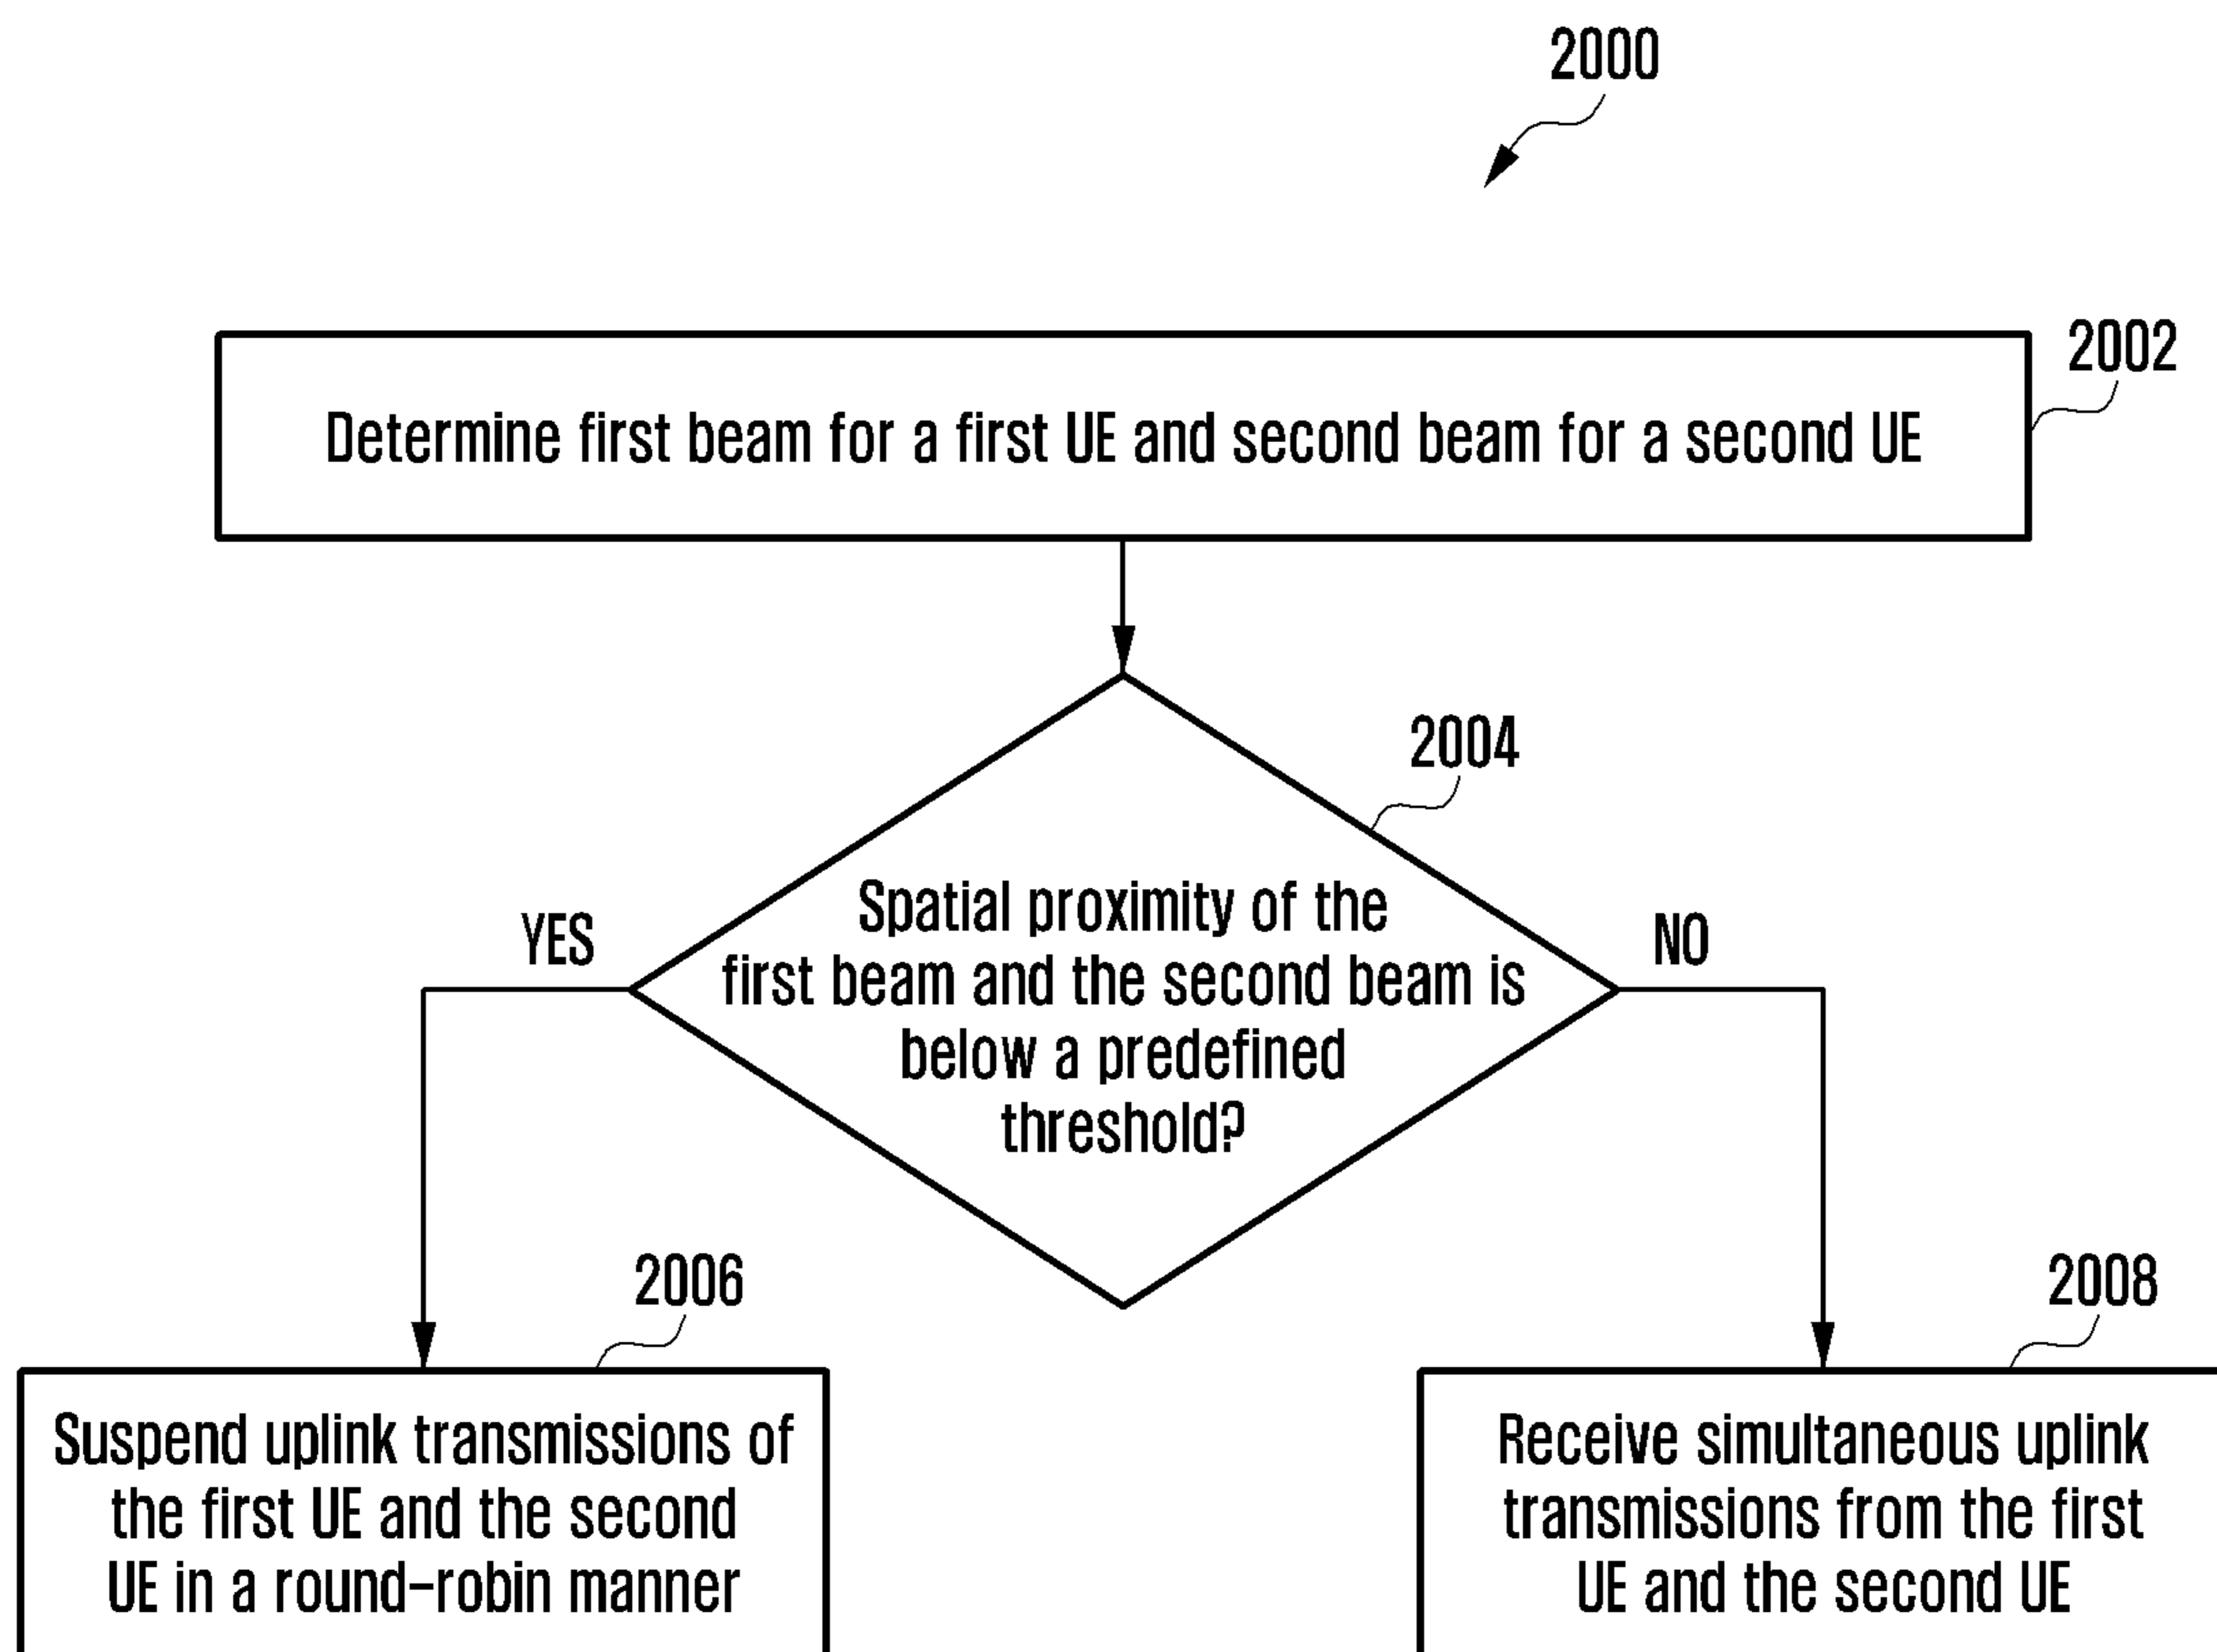 2000
2002
Determine first beam for a first UE and second beam for a second UE
2004
Spatial proximity of the
first beam and the second beam is
below a predefined
threshold?
YES
NO
2006
Suspend uplink transmissions of
the first UE and the second
UE in a round-robin manner
2008
Receive simultaneous uplink
transmissions from the first
UE and the second UE